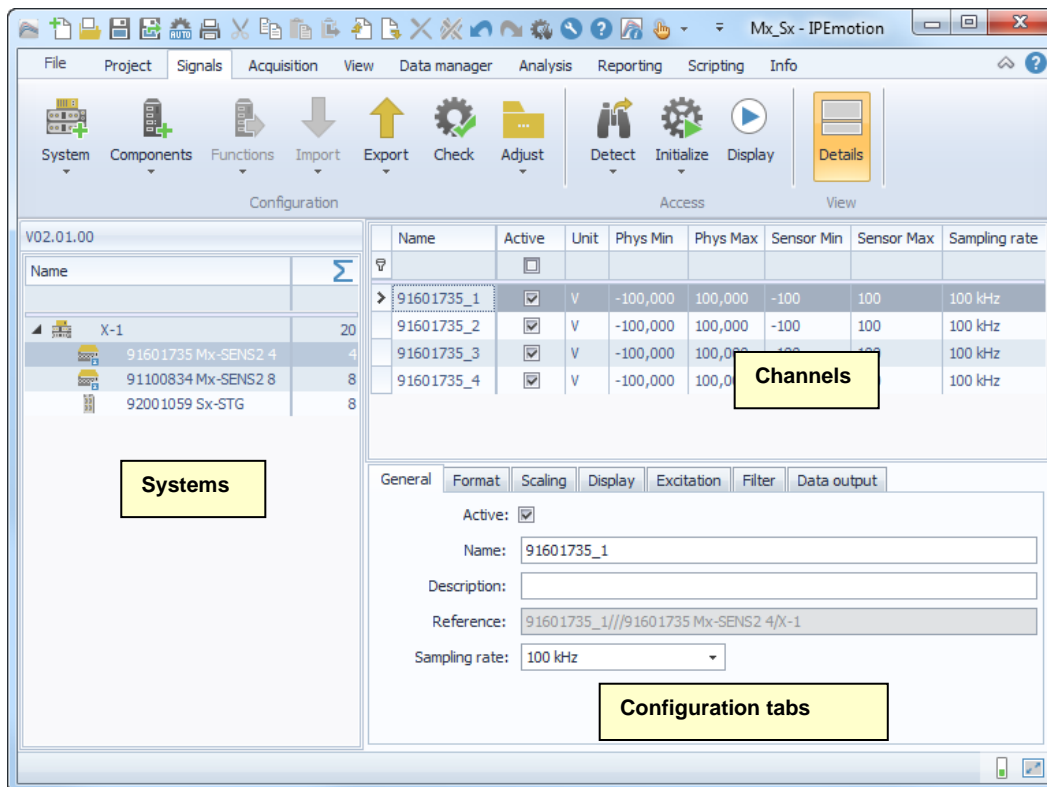 AUTO
Mx_Sx - IPEmotion
File Project Signals Acquisition View Data manager Analysis Reporting Scripting Info
System Components Functions Import Export Check Adjust Detect Initialize Display Details
Configuration Access View
V02.01.00
Name Σ
X-1 20
91601735 Mx-SENS2 4 4
91100834 Mx-SENS2 8 8
92001059 Sx-STG 8
Systems
Name Active Unit Phys Min Phys Max Sensor Min Sensor Max Sampling rate
91601735_1 V -100,000 100,000 -100 100 100 kHz
91601735_2 V -100,000 100,000 -100 100 100 kHz
91601735_3 V -100,000 100 kHz
91601735_4 V -100,000 100 kHz
Channels
General Format Scaling Display Excitation Filter Data output
Active:
Name: 91601735_1
Description:
Reference: 91601735_1///91601735 Mx-SENS2 4/X-1
Sampling rate: 100 kHz
Configuration tabs